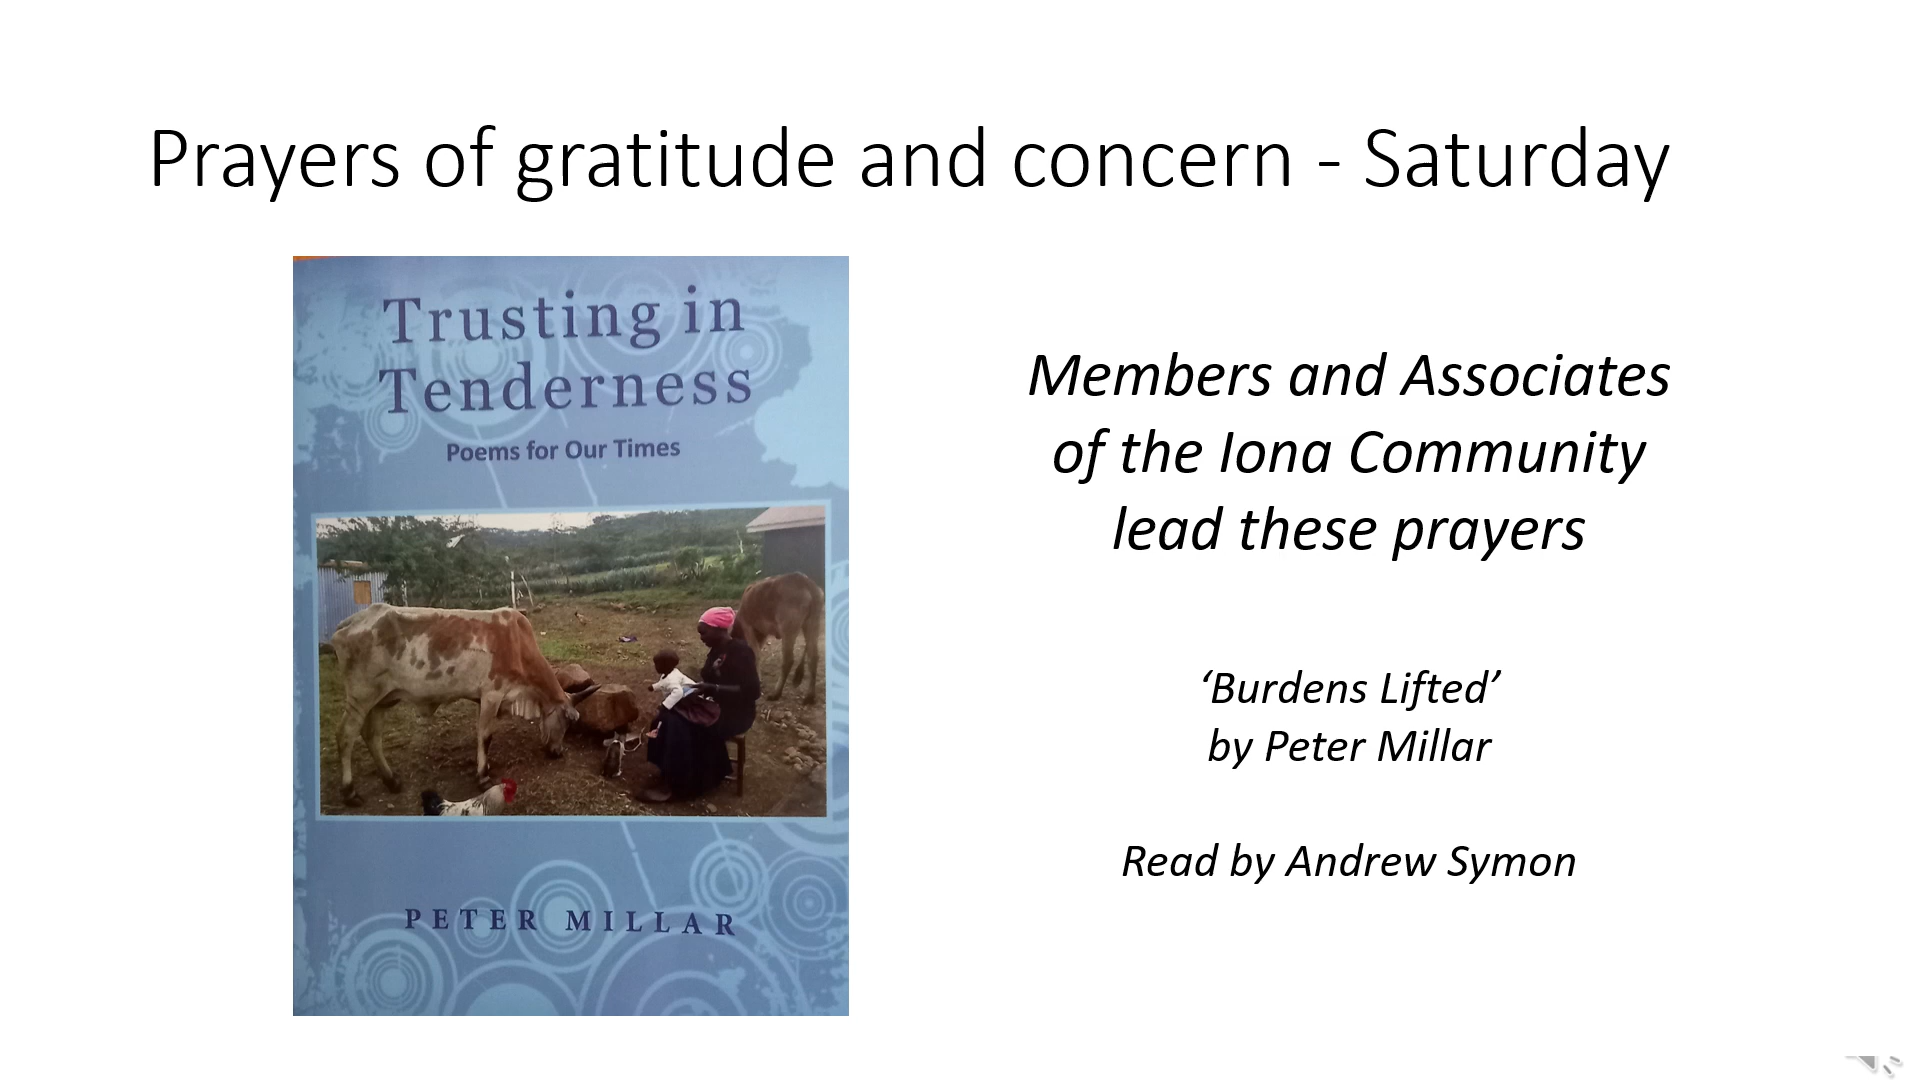 Prayers of gratitude and concern - Saturday
Trusting in
Tenderness
Poems for Our Times
PETER MILLAR
Members and Associates
of the Iona Community
lead these prayers
‘Burdens Lifted’
by Peter Millar
Read by Andrew Symon